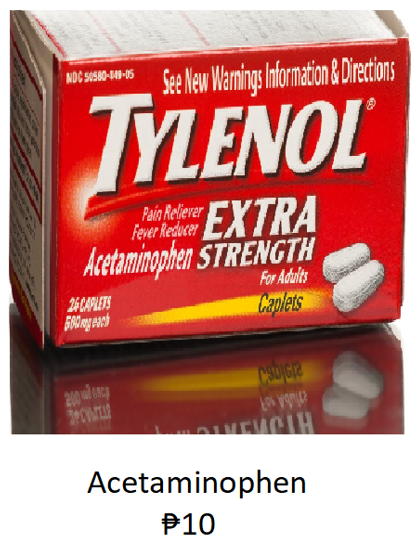 NDC 50580-449-05
See New Warnings Information & Directions
TYLENOL®
Pain Reliever
Fever Reducer
EXTRA
Acetaminophen STRENGTH
For Adults
Caplets
24 CAPLETS
500 mg each
Acetaminophen
₱10